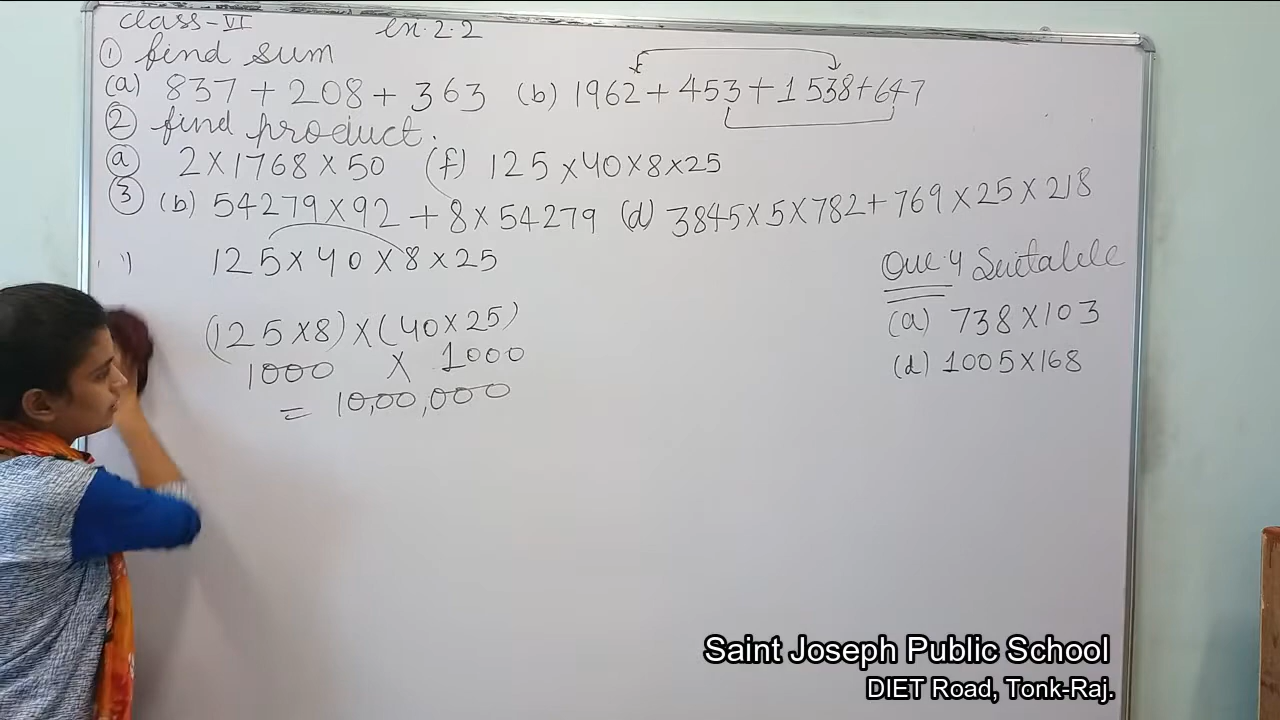 class-VI en.2.2
① find sum
(a) 837 + 208 + 363 (b) 1962 + 453 + 1538 + 647
② find product.
ⓐ 2×1768×50 (f) 125×40×8×25
③ (b) 54279×92 + 8×54279 (d) 3845×5×782+769×25×218
125×40×8×25
(125×8)×(40×25)
1000 × 1000
= 10,00,000
Que.4 Suitable
(a) 738×103
(d) 1005×168
Saint Joseph Public School
DIET Road, Tonk-Raj.